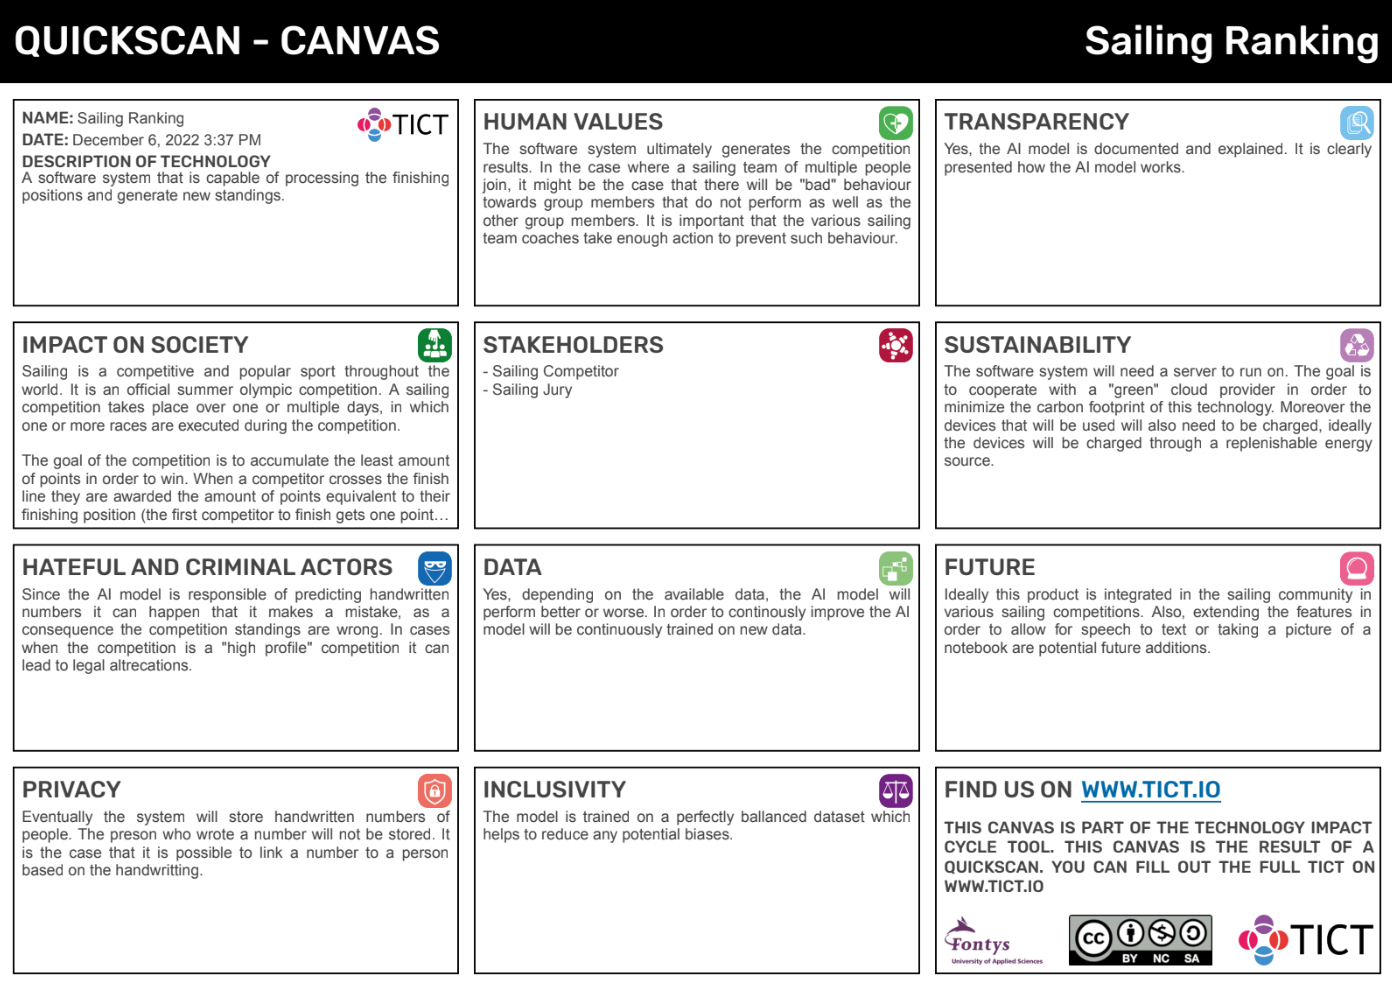 QUICKSCAN - CANVAS
Sailing Ranking
NAME: Sailing Ranking
DATE: December 6, 2022 3:37 PM
TICT
DESCRIPTION OF TECHNOLOGY
A software system that is capable of processing the finishing
positions and generate new standings.
HUMAN VALUES
The software system ultimately generates the competition
results. In the case where a sailing team of multiple people
join, it might be the case that there will be "bad" behaviour
towards group members that do not perform as well as the
other group members. It is important that the various sailing
team coaches take enough action to prevent such behaviour.
TRANSPARENCY
Yes, the AI model is documented and explained. It is clearly
presented how the AI model works.
IMPACT ON SOCIETY
Sailing is a competitive and popular sport throughout the
world. It is an official summer olympic competition. A sailing
competition takes place over one or multiple days, in which
one or more races are executed during the competition.
The goal of the competition is to accumulate the least amount
of points in order to win. When a competitor crosses the finish
line they are awarded the amount of points equivalent to their
finishing position (the first competitor to finish gets one point...
STAKEHOLDERS
- Sailing Competitor
- Sailing Jury
SUSTAINABILITY
The software system will need a server to run on. The goal is
to cooperate with a "green" cloud provider in order to
minimize the carbon footprint of this technology. Moreover the
devices that will be used will also need to be charged, ideally
the devices will be charged through a replenishable energy
source.
HATEFUL AND CRIMINAL ACTORS
Since the AI model is responsible of predicting handwritten
numbers it can happen that it makes a mistake, as a
consequence the competition standings are wrong. In cases
when the competition is a "high profile" competition it can
lead to legal altrecations.
DATA
Yes, depending on the available data, the AI model will
perform better or worse. In order to continously improve the AI
model will be continuously trained on new data.
FUTURE
Ideally this product is integrated in the sailing community in
various sailing competitions. Also, extending the features in
order to allow for speech to text or taking a picture of a
notebook are potential future additions.
PRIVACY
Eventually the system will store handwritten numbers of
people. The preson who wrote a number will not be stored. It
is the case that it is possible to link a number to a person
based on the handwritting.
INCLUSIVITY
The model is trained on a perfectly ballanced dataset which
helps to reduce any potential biases.
FIND US ON WWW.TICT.IO
THIS CANVAS IS PART OF THE TECHNOLOGY IMPACT
CYCLE TOOL. THIS CANVAS IS THE RESULT OF A
QUICKSCAN. YOU CAN FILL OUT THE FULL TICT ON
WWW.TICT.IO
Fontys
University of Applied Sciences
cc
BY NC SA
TICT